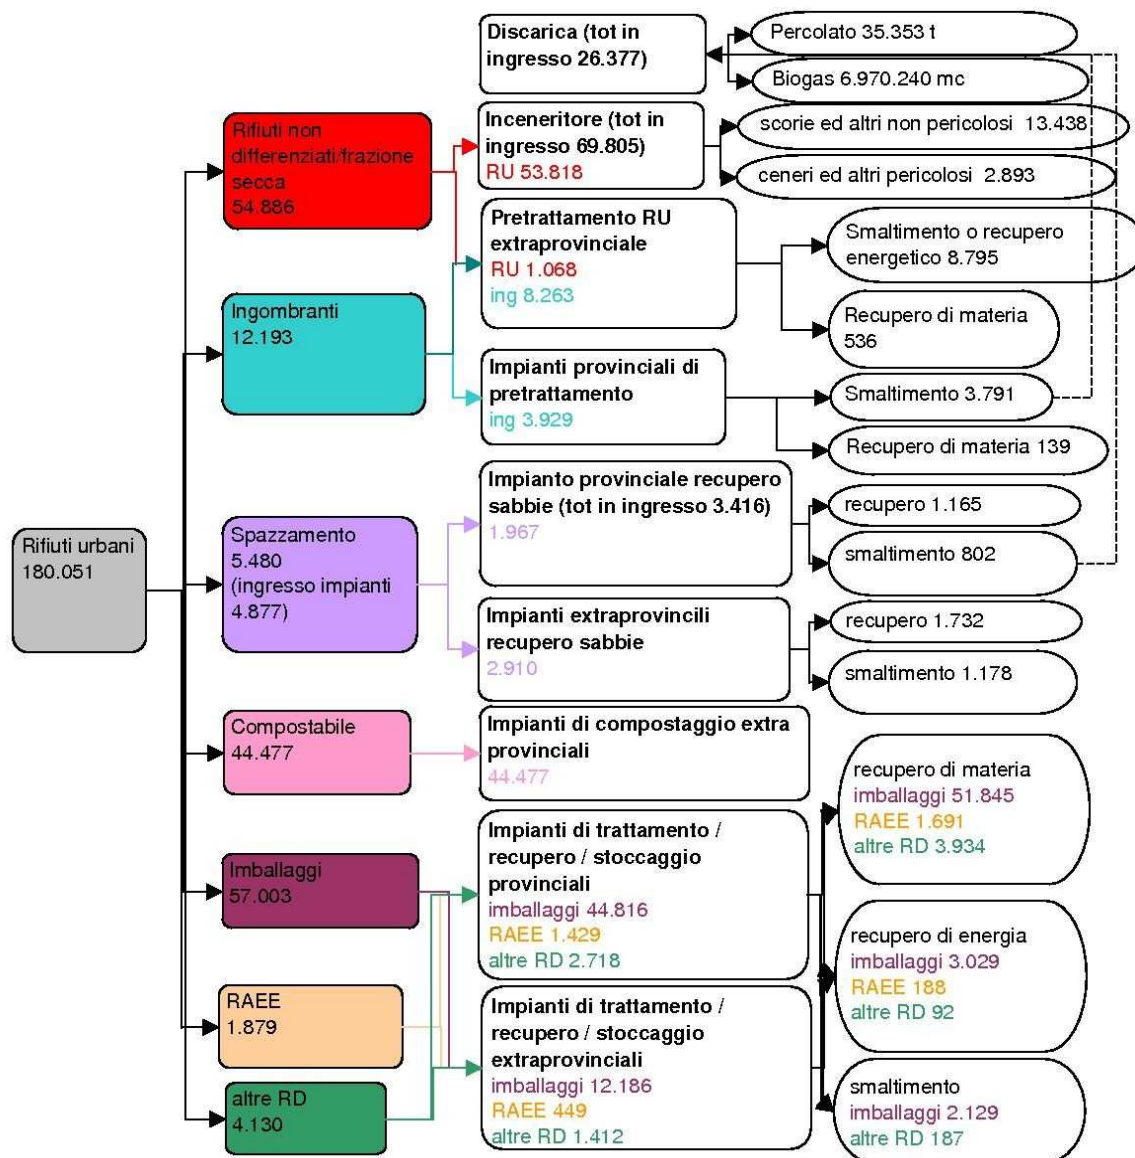 Rifiuti urbani
180.051
Rifiuti non
differenziati/frazione
secca
54.886
Ingombranti
12.193
Spazzamento
5.480
(ingresso impianti
4.877)
Compostabile
44.477
Imballaggi
57.003
RAEE
1.879
altre RD
4.130
Discarica (tot in
ingresso 26.377)
Inceneritore (tot in
ingresso 69.805)
RU 53.818
Pretrattamento RU
extraprovinciale
RU 1.068
ing 8.263
Impianti provinciali di
pretrattamento
ing 3.929
Impianto provinciale recupero
sabbie (tot in ingresso 3.416)
1.967
Impianti extraprovincili
recupero sabbie
2.910
Impianti di compostaggio extra
provinciali
44.477
Impianti di trattamento /
recupero / stoccaggio
provinciali
imballaggi 44.816
RAEE 1.429
altre RD 2.718
Impianti di trattamento /
recupero / stoccaggio
extraprovinciali
imballaggi 12.186
RAEE 449
altre RD 1.412
Percolato 35.353 t
Biogas 6.970.240 mc
scorie ed altri non pericolosi 13.438
ceneri ed altri pericolosi 2.893
Smaltimento o recupero
energetico 8.795
Recupero di materia
536
Smaltimento 3.791
Recupero di materia 139
recupero 1.165
smaltimento 802
recupero 1.732
smaltimento 1.178
recupero di materia
imballaggi 51.845
RAEE 1.691
altre RD 3.934
recupero di energia
imballaggi 3.029
RAEE 188
altre RD 92
smaltimento
imballaggi 2.129
altre RD 187